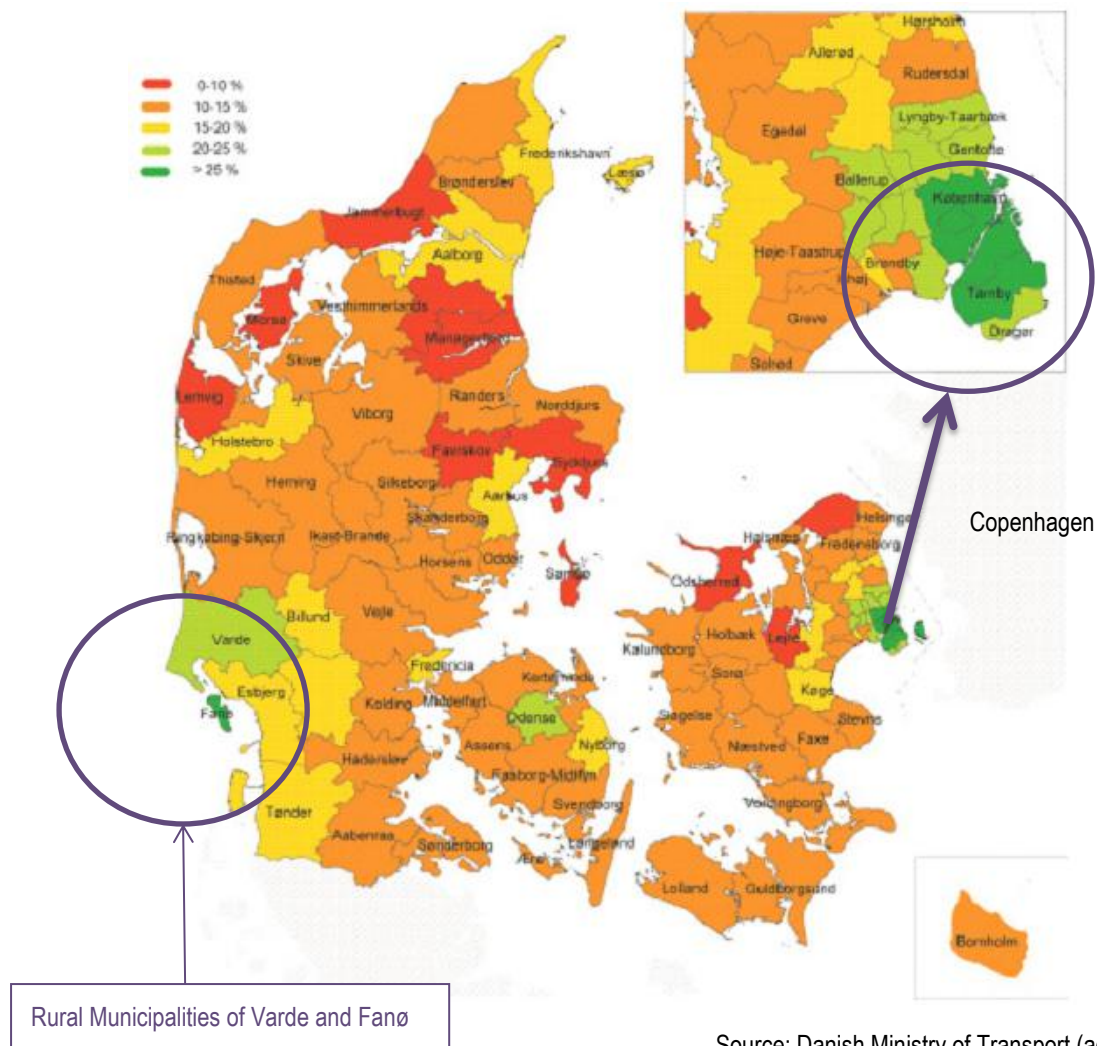 Hørsholm
Allerød
0-10 %
Rudersdal
10-15 %
15-20 %
Lyngby-Taarbæk
20-25 %
Egedal
> 25 %
Gentofte
Frederikshavn
Læsø
Ballerup
Brønderslev
København
Jammerbugt
Aalborg
Høje-Taastrup
Brøndby
Thisted
Ishøj
Tårnby
Vesthimmerlands
Morsø
Greve
Dragør
Mariagerfjord
Skive
Solrød
Lemvig
Randers
Norddjurs
Viborg
Holstebro
Favrskov
Syddjurs
Herning
Silkeborg
Aarhus
Skanderborg
Helsingør
Copenhagen
Ringkøbing-Skjern
Ikast-Brande
Halsnæs
Fredensborg
Horsens
Odder
Samsø
Odsherred
Billund
Vejle
Varde
Holbæk
Lejre
Kalundborg
Fredericia
Sorø
Esbjerg
Kerteminde
Køge
Fanø
Kolding
Middelfart
Odense
Slagelse
Stevns
Assens
Nyborg
Næstved
Faxe
Haderslev
Faaborg-Midtfyn
Tønder
Svendborg
Vordingborg
Aabenraa
Sønderborg
Langeland
Ærø
Lolland
Guldborgsund
Bornholm
Rural Municipalities of Varde and Fanø
Source: Danish Ministry of Transport